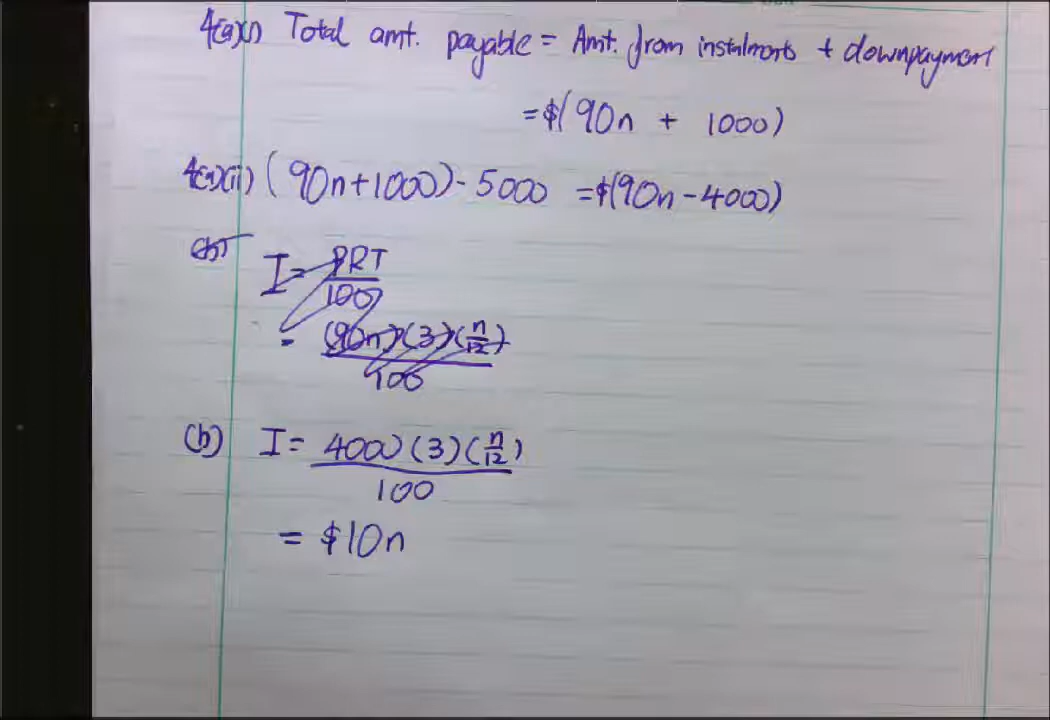 4(a)(i) Total amt. payable = Amt. from instalments + downpayment
= $(90n + 1000)
4(a)(ii) (90n+1000) - 5000 = $(90n - 4000)
(b) I = PRT/100
= (90n)(3)(n/12)/100
(b) I = 4000(3)(n/12)/100
= $10n